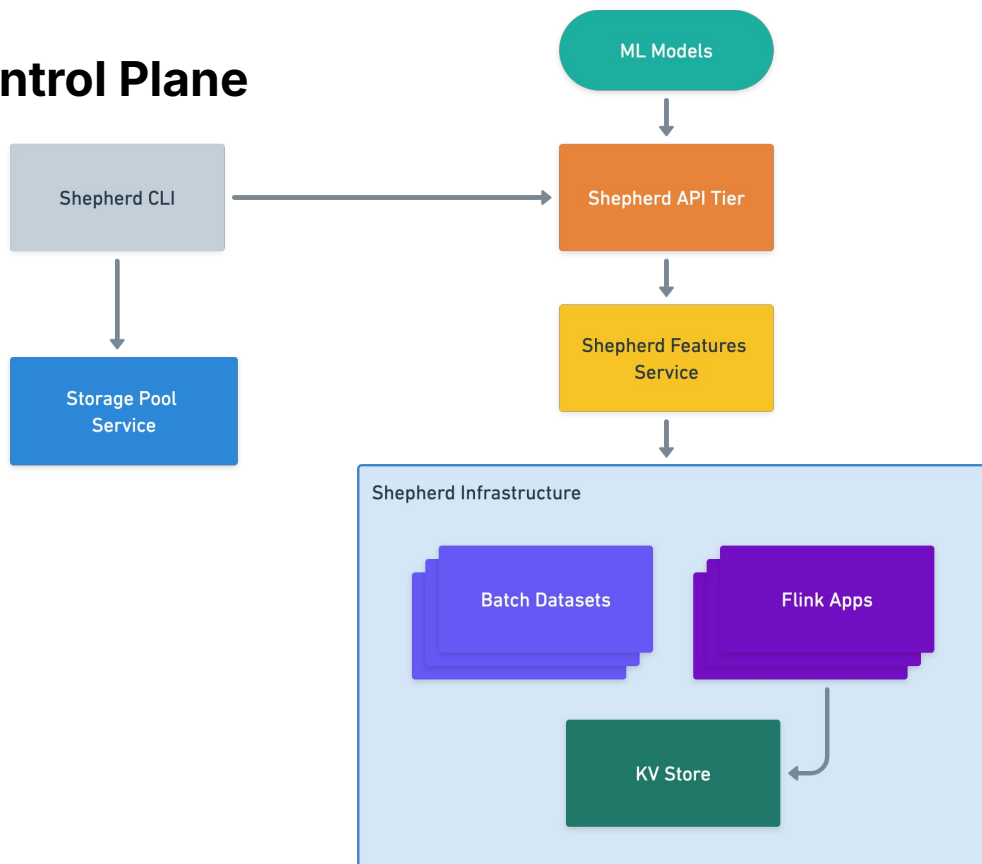 ntrol Plane
ML Models
Shepherd CLI
Shepherd API Tier
Shepherd Features
Service
Storage Pool
Service
Shepherd Infrastructure
Batch Datasets
Flink Apps
KV Store